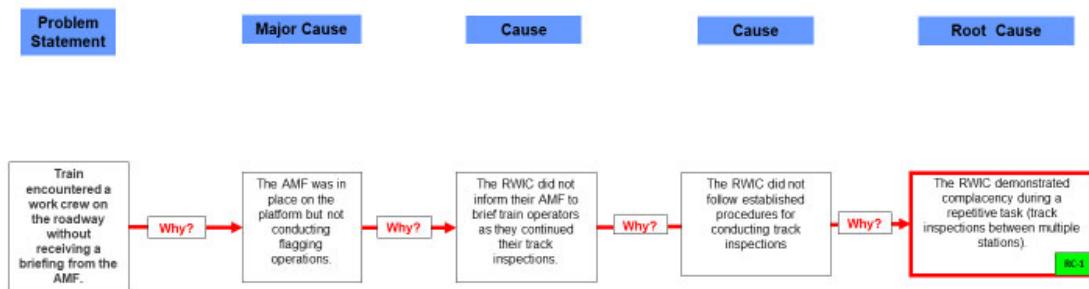 Problem
Statement
Major Cause
Cause
Cause
Root Cause
Train
encountered a
work crew on
the roadway
without
receiving a
briefing from the
AMF.
Why?
The AMF was in
place on the
platform but not
conducting
flagging
operations.
Why?
The RWIC did not
inform their AMF to
brief train operators
as they continued
their track
inspections.
Why?
The RWIC did not
follow established
procedures for
conducting track
inspections
Why?
The RWIC demonstrated
complacency during a
repetitive task (track
inspections between multiple
stations).
RC-1